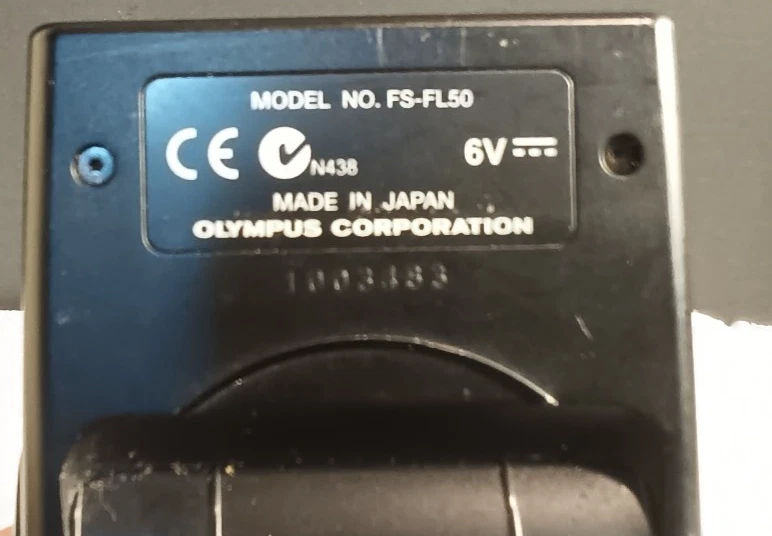 MODEL NO. FS-FL50
CE N438 6V
MADE IN JAPAN
OLYMPUS CORPORATION